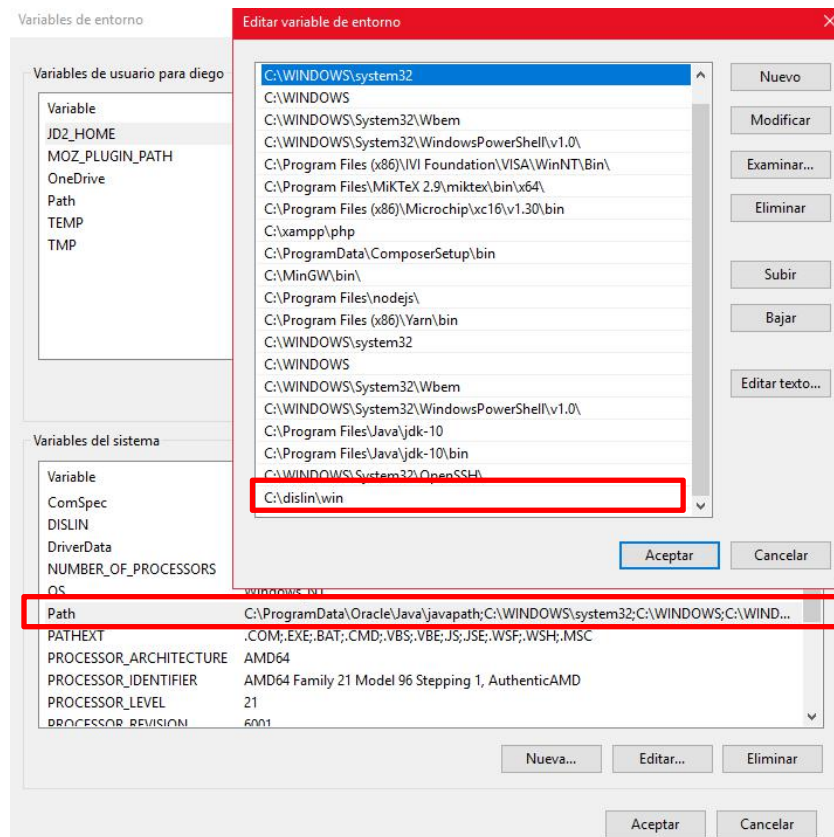 Variables de entorno
Editar variable de entorno
Variables de usuario para diego
Variable
JD2_HOME
MOZ_PLUGIN_PATH
OneDrive
Path
TEMP
TMP
C:\WINDOWS\system32
C:\WINDOWS
C:\WINDOWS\System32\Wbem
C:\WINDOWS\System32\WindowsPowerShell\v1.0\
C:\Program Files (x86)\IVI Foundation\VISA\WinNT\Bin\
C:\Program Files\MiKTeX 2.9\miktex\bin\x64\
C:\Program Files (x86)\Microchip\xc16\v1.30\bin
C:\xampp\php
C:\ProgramData\ComposerSetup\bin
C:\MinGW\bin\
C:\Program Files\nodejs\
C:\Program Files (x86)\Yarn\bin
C:\WINDOWS\system32
C:\WINDOWS
C:\WINDOWS\System32\Wbem
C:\WINDOWS\System32\WindowsPowerShell\v1.0\
C:\Program Files\Java\jdk-10
C:\Program Files\Java\jdk-10\bin
C:\WINDOWS\System32\OpenSSH\
C:\dislin\win
Nuevo
Modificar
Examinar...
Eliminar
Subir
Bajar
Editar texto...
Aceptar Cancelar
Variables del sistema
Variable
ComSpec
DISLIN
DriverData
NUMBER_OF_PROCESSORS
OS Windows_NT
Path C:\ProgramData\Oracle\Java\javapath;C:\WINDOWS\system32;C:\WINDOWS;C:\WIND...
PATHEXT .COM;.EXE;.BAT;.CMD;.VBS;.VBE;.JS;.JSE;.WSF;.WSH;.MSC
PROCESSOR_ARCHITECTURE AMD64
PROCESSOR_IDENTIFIER AMD64 Family 21 Model 96 Stepping 1, AuthenticAMD
PROCESSOR_LEVEL 21
PROCESSOR_REVISION 6001
Nueva... Editar... Eliminar
Aceptar Cancelar